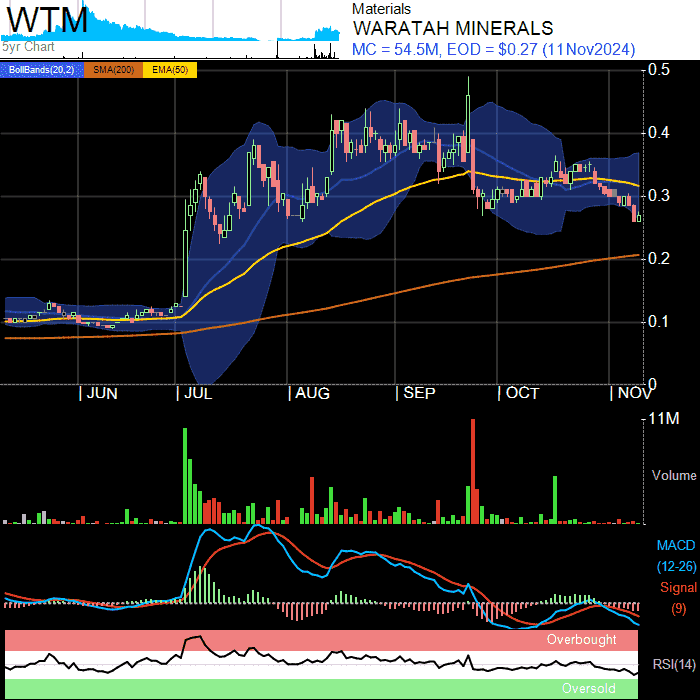 WTM
5yr Chart
Materials
WARATAH MINERALS
MC = 54.5M, EOD = $0.27 (11Nov2024)
BollBands(20,2) SMA(200) EMA(50)
0.5
0.4
0.3
0.2
0.1
0
JUN JUL AUG SEP OCT NOV
11M
Volume
MACD
(12-26)
Signal
(9)
Overbought
RSI(14)
Oversold